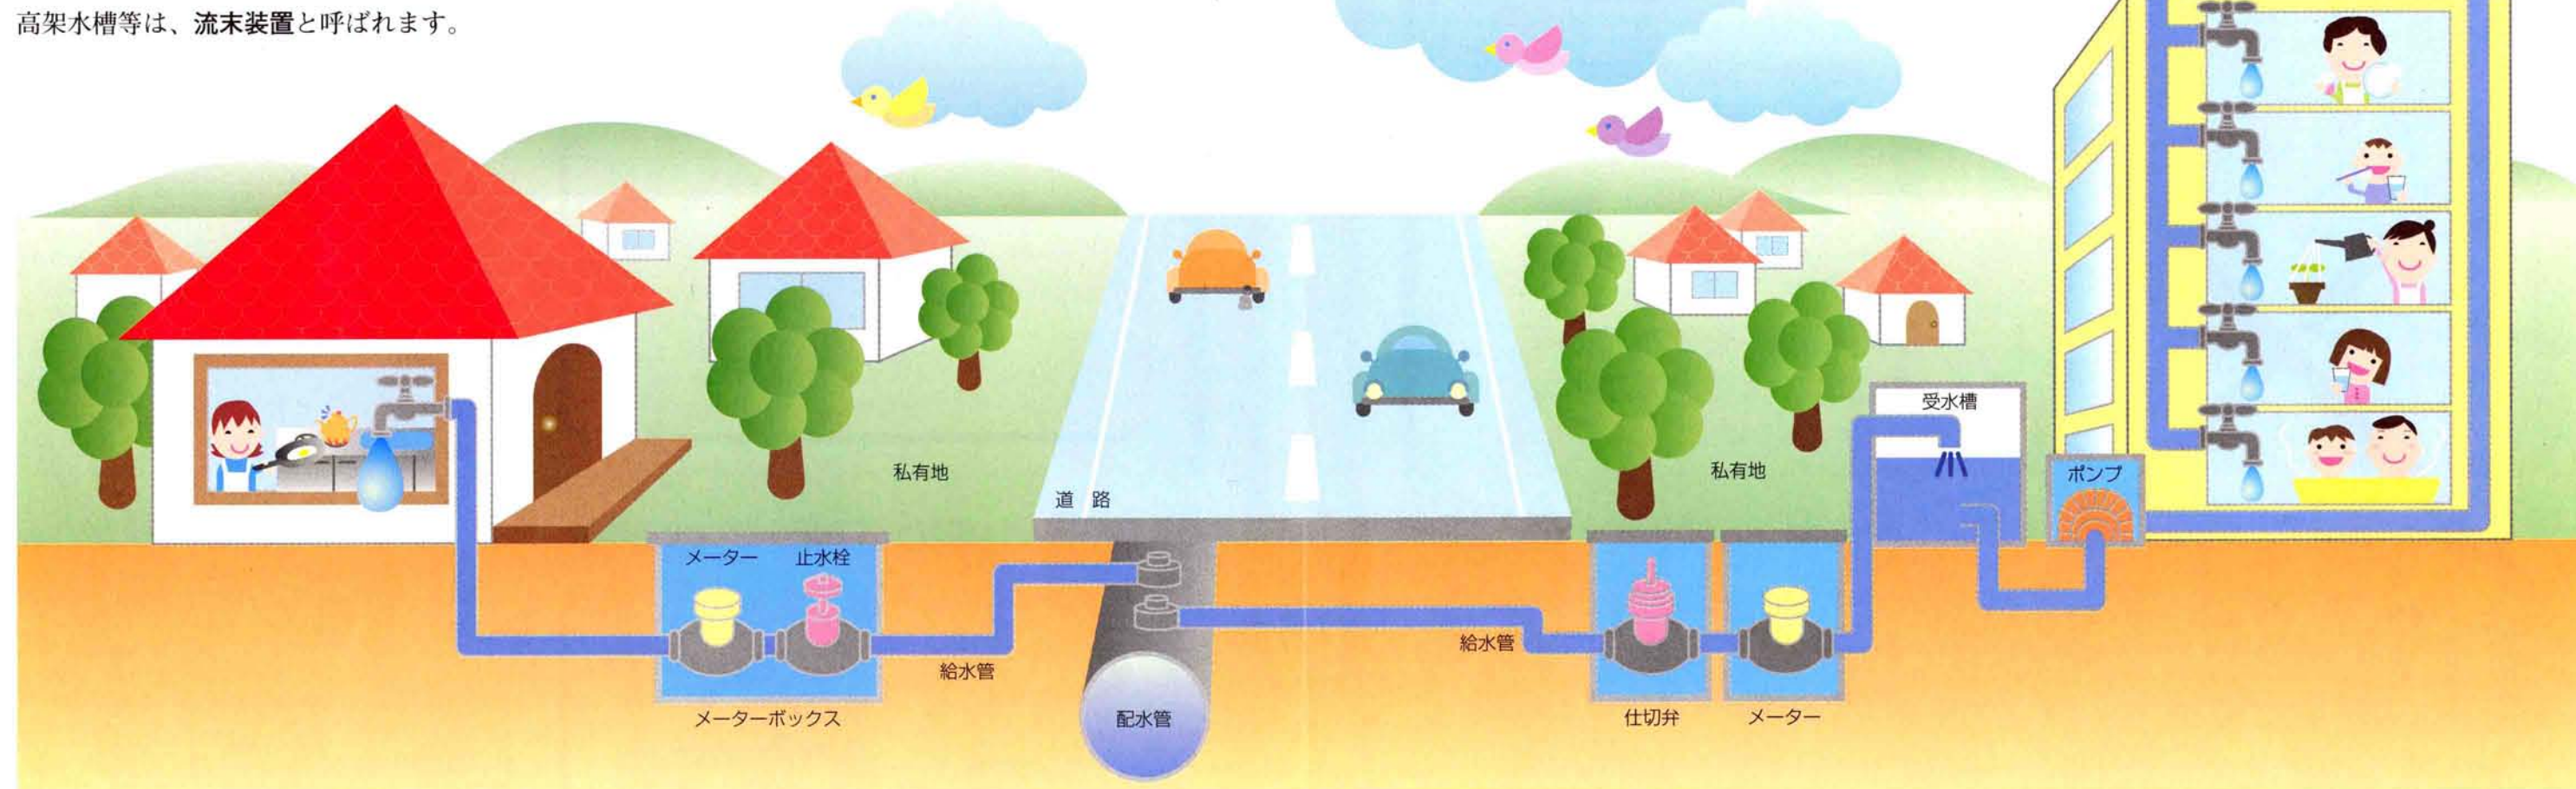 高架水槽等は、流末装置と呼ばれます。
受水槽
ポンプ
私有地
私有地
道　路
メーター
止水栓
給水管
給水管
メーターボックス
配水管
仕切弁
メーター